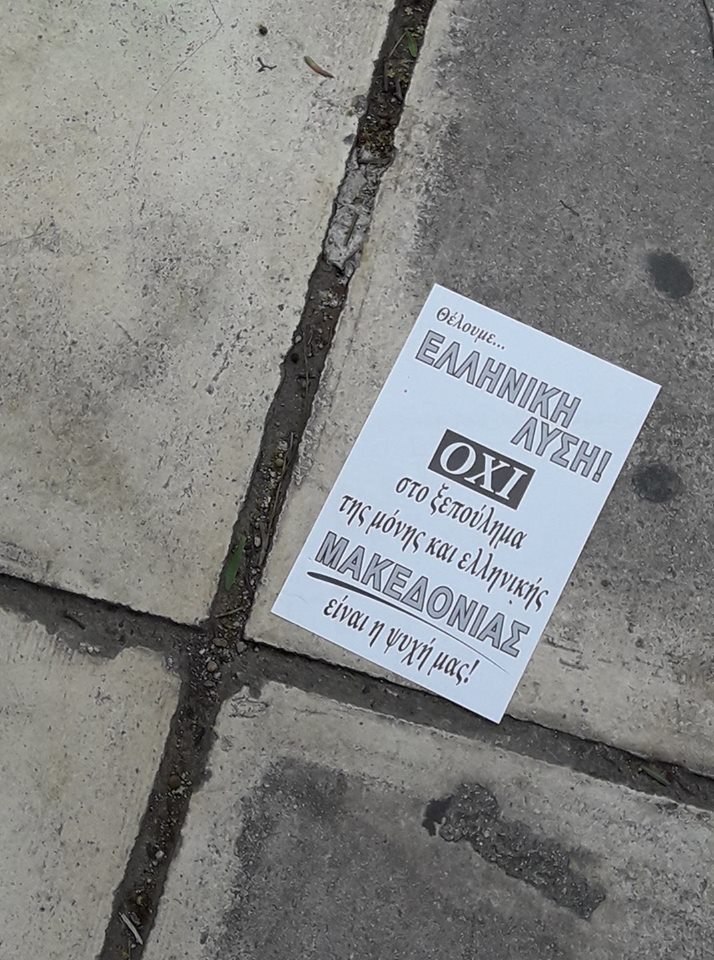 Θέλουμε...
ΕΛΛΗΝΙΚΗ
ΛΥΣΗ!
ΟΧΙ
στο ξεπούλημα
της μόνης και ελληνικής
ΜΑΚΕΔΟΝΙΑΣ
είναι η ψυχή μας!